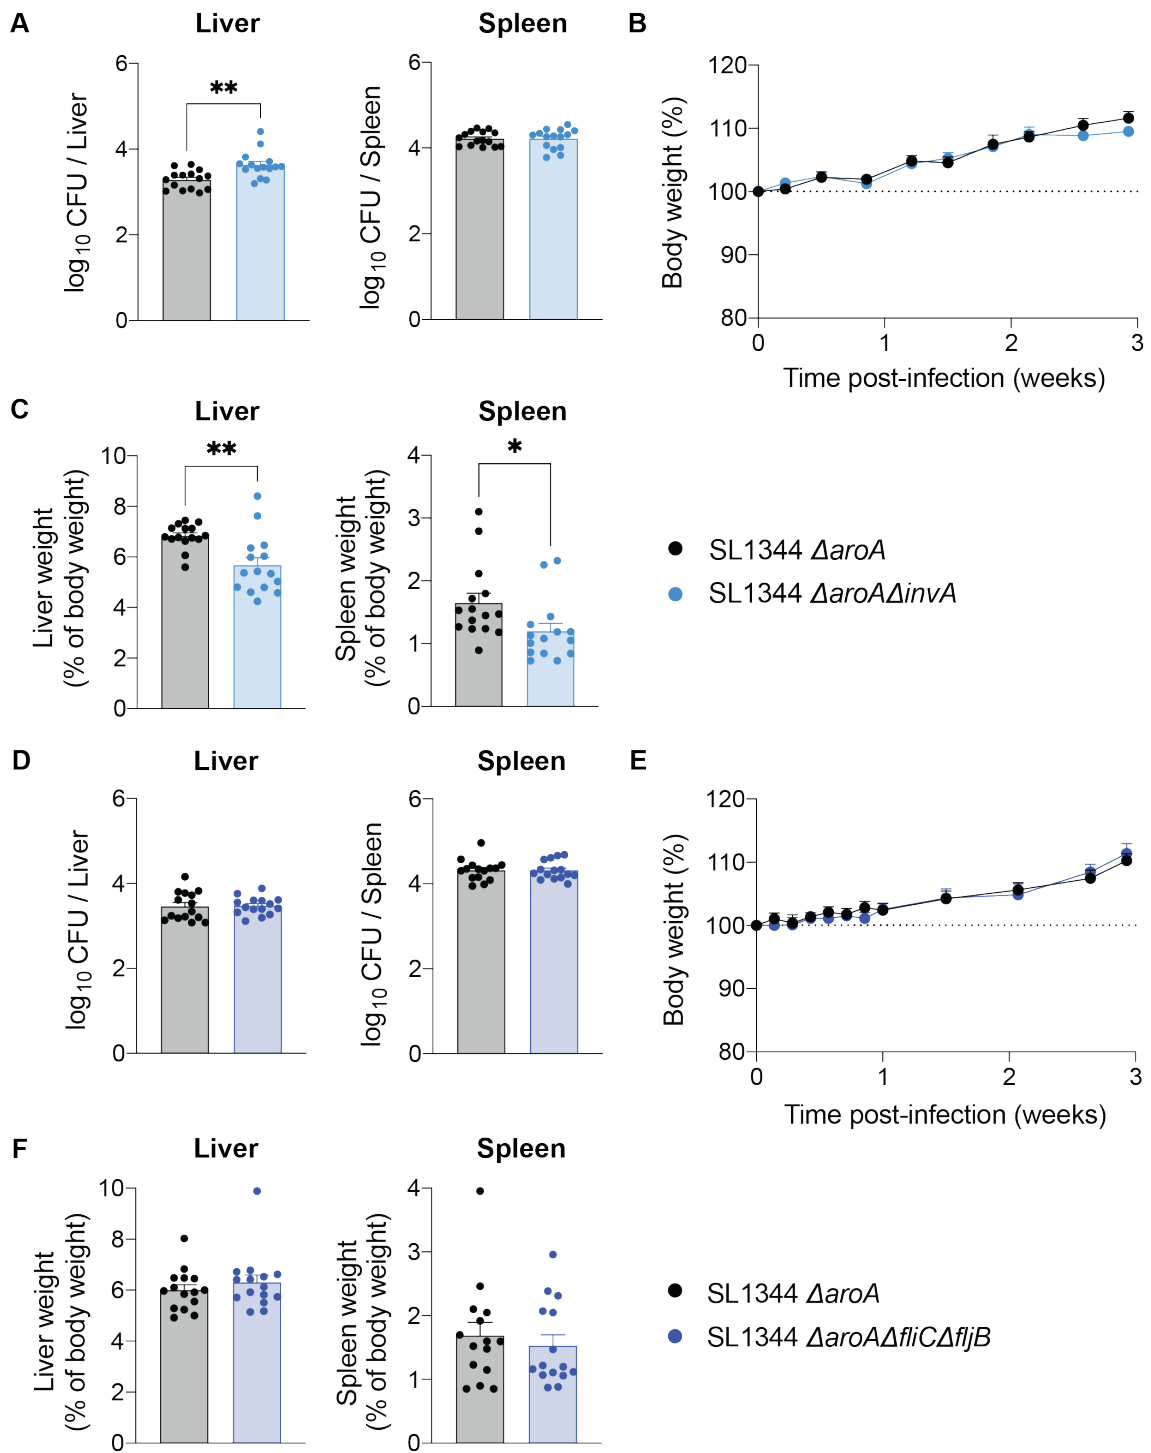 A
Liver
Spleen
B
6
4
2
0
log10 CFU / Liver
**
6
4
2
0
log10 CFU / Spleen
120
110
100
90
80
Body weight (%)
0 1 2 3
Time post-infection (weeks)
C
Liver
Spleen
10
8
6
4
2
0
Liver weight
(% of body weight)
**
4
3
2
1
0
Spleen weight
(% of body weight)
*
SL1344 ΔaroA
SL1344 ΔaroAΔinvA
D
Liver
Spleen
E
6
4
2
0
log10 CFU / Liver
6
4
2
0
log10 CFU / Spleen
120
110
100
90
80
Body weight (%)
0 1 2 3
Time post-infection (weeks)
F
Liver
Spleen
10
8
6
4
2
0
Liver weight
(% of body weight)
4
3
2
1
0
Spleen weight
(% of body weight)
SL1344 ΔaroA
SL1344 ΔaroAΔfliCΔfljB